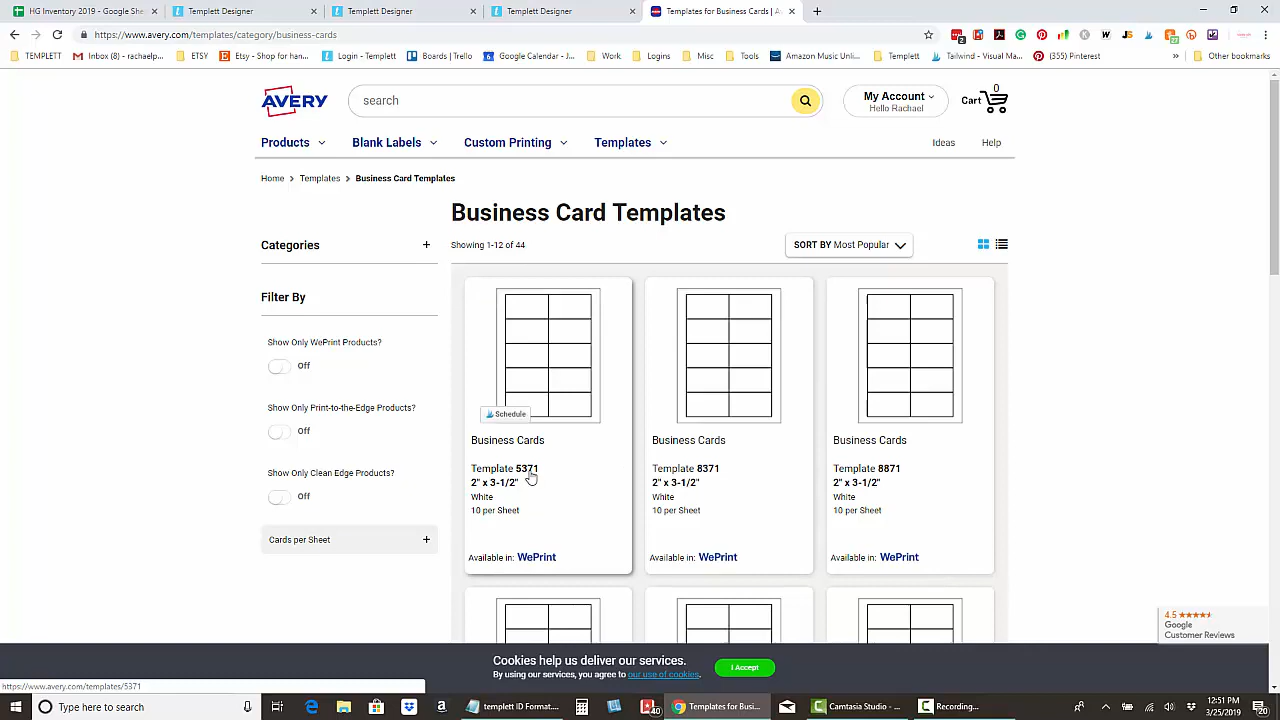 HG Inventory 2019 - Google She
Templett Designer
Templett Designer
Templett Designer
Templates for Business Cards | A
https://www.avery.com/templates/category/business-cards
TEMPLETT
Inbox (8) - rachaelp...
ETSY
Etsy - Shop for han...
Login - Templett
Boards | Trello
Google Calendar - ...
Work
Logins
Misc
Tools
Amazon Music Unli...
Templett
Tailwind - Visual Ma...
(355) Pinterest
»
Other bookmarks
AVERY
search
My Account
Hello Rachael
Cart
0
Products
Blank Labels
Custom Printing
Templates
Ideas
Help
Home > Templates > Business Card Templates
Business Card Templates
Categories +
Showing 1-12 of 44
SORT BY Most Popular
Filter By
Show Only WePrint Products?
Off
Show Only Print-to-the-Edge Products?
Off
Show Only Clean Edge Products?
Off
Cards per Sheet +
Schedule
Business Cards
Template 5371
2" x 3-1/2"
White
10 per Sheet
Available in: WePrint
Business Cards
Template 8371
2" x 3-1/2"
White
10 per Sheet
Available in: WePrint
Business Cards
Template 8871
2" x 3-1/2"
White
10 per Sheet
Available in: WePrint
4.5
Google
Customer Reviews
Cookies help us deliver our services.
By using our services, you agree to our use of cookies.
I Accept
https://www.avery.com/templates/5371
Type here to search
templett ID Format...
40
Templates for Bus...
Camtasia Studio - ...
Recording...
12:51 PM
3/25/2019
20